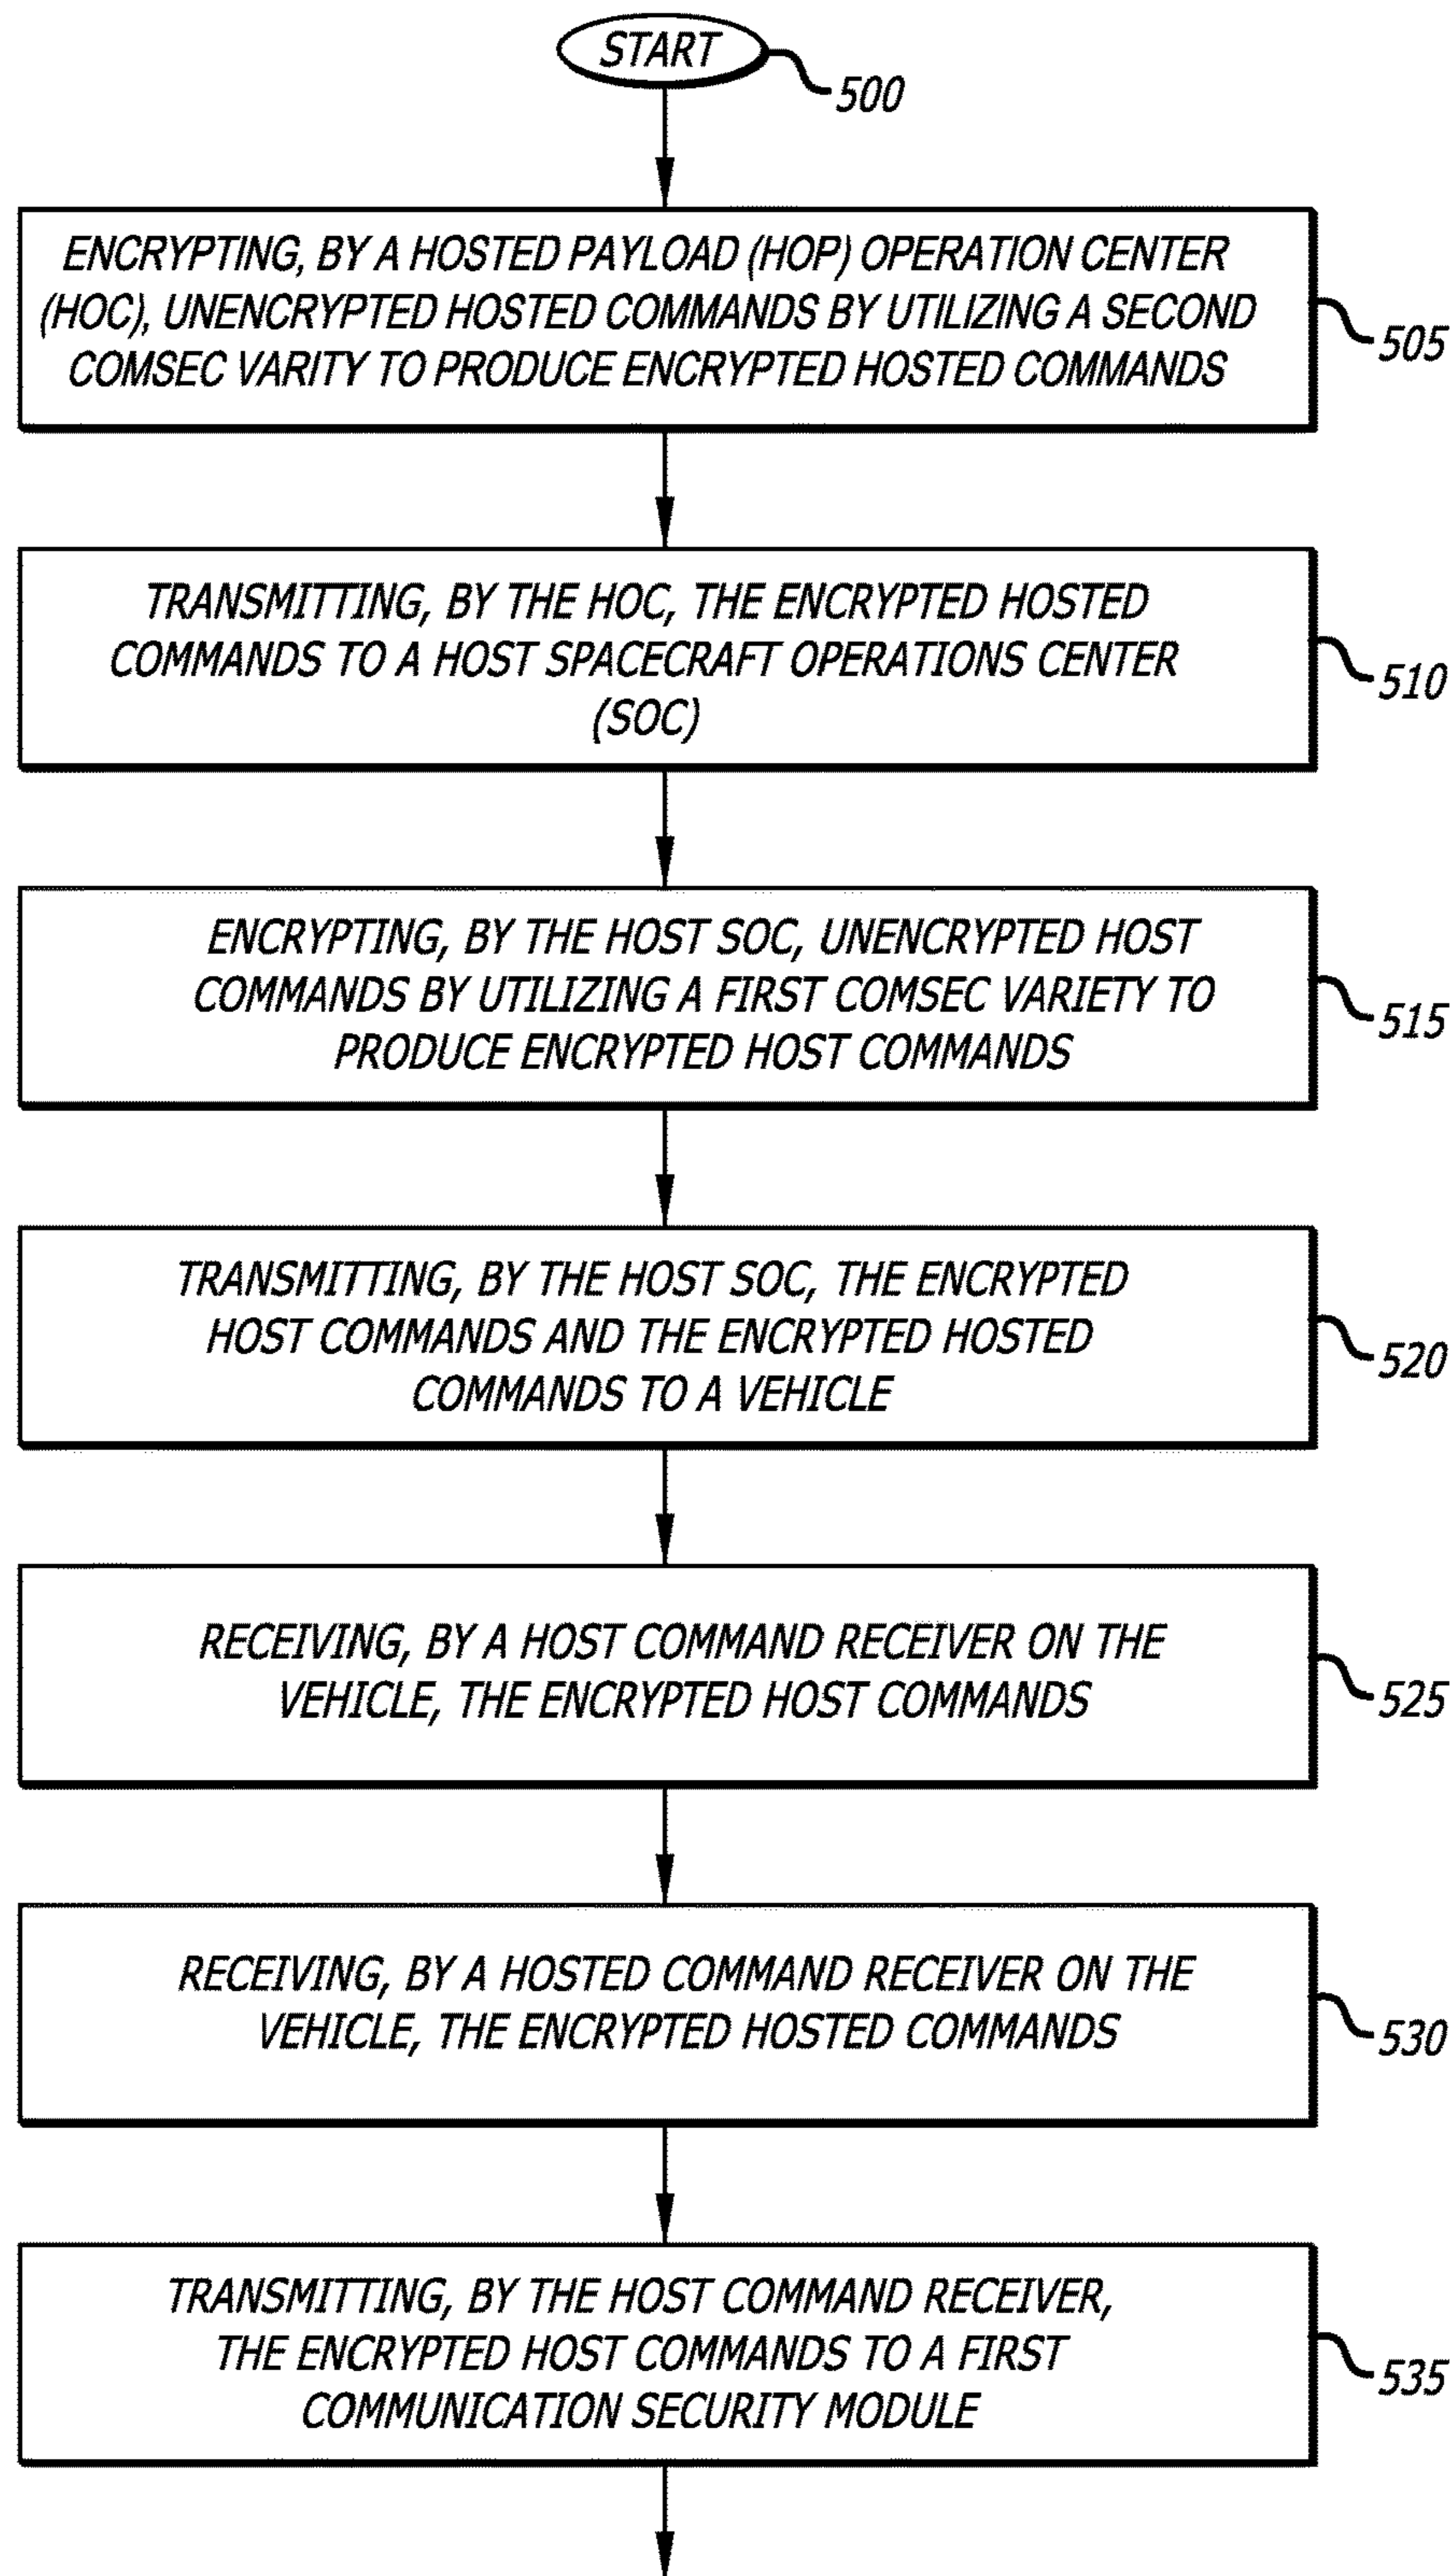 START
500
ENCRYPTING, BY A HOSTED PAYLOAD (HOP) OPERATION CENTER
(HOC), UNENCRYPTED HOSTED COMMANDS BY UTILIZING A SECOND
COMSEC VARITY TO PRODUCE ENCRYPTED HOSTED COMMANDS
505
TRANSMITTING, BY THE HOC, THE ENCRYPTED HOSTED
COMMANDS TO A HOST SPACECRAFT OPERATIONS CENTER
(SOC)
510
ENCRYPTING, BY THE HOST SOC, UNENCRYPTED HOST
COMMANDS BY UTILIZING A FIRST COMSEC VARIETY TO
PRODUCE ENCRYPTED HOST COMMANDS
515
TRANSMITTING, BY THE HOST SOC, THE ENCRYPTED
HOST COMMANDS AND THE ENCRYPTED HOSTED
COMMANDS TO A VEHICLE
520
RECEIVING, BY A HOST COMMAND RECEIVER ON THE
VEHICLE, THE ENCRYPTED HOST COMMANDS
525
RECEIVING, BY A HOSTED COMMAND RECEIVER ON THE
VEHICLE, THE ENCRYPTED HOSTED COMMANDS
530
TRANSMITTING, BY THE HOST COMMAND RECEIVER,
THE ENCRYPTED HOST COMMANDS TO A FIRST
COMMUNICATION SECURITY MODULE
535